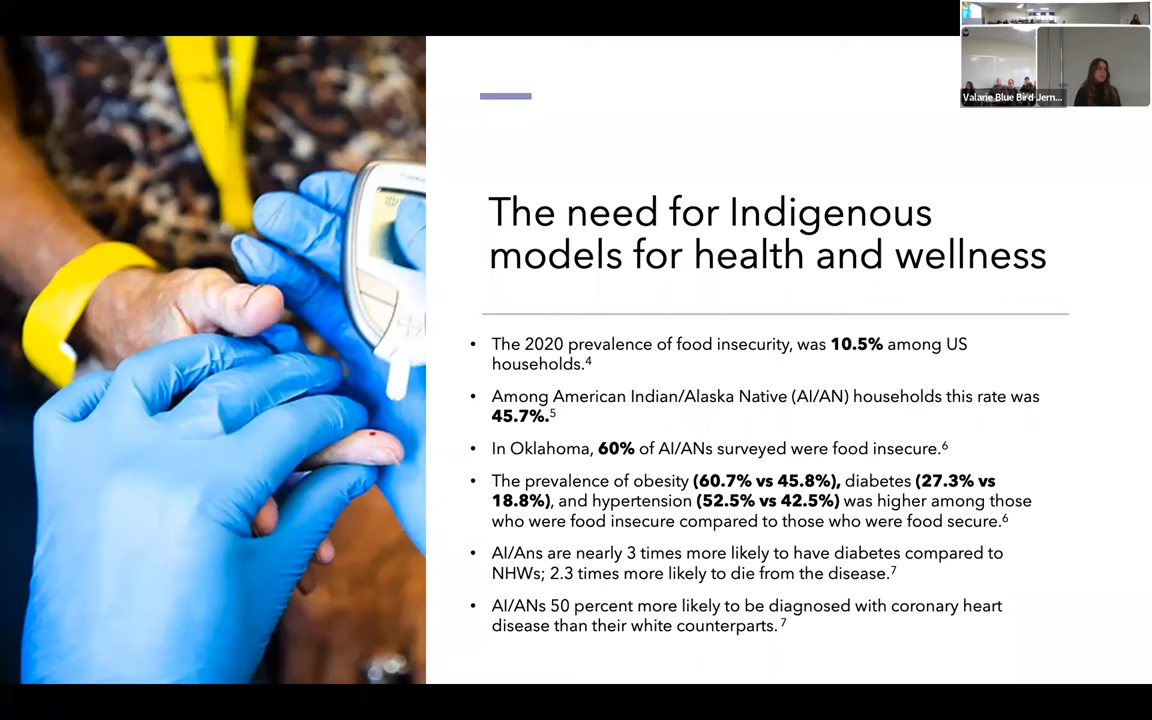 Valarie Blue Bird Jern...
The need for Indigenous
models for health and wellness
• The 2020 prevalence of food insecurity, was 10.5% among US
households.⁴
• Among American Indian/Alaska Native (AI/AN) households this rate was
45.7%.⁵
• In Oklahoma, 60% of AI/ANs surveyed were food insecure.⁶
• The prevalence of obesity (60.7% vs 45.8%), diabetes (27.3% vs
18.8%), and hypertension (52.5% vs 42.5%) was higher among those
who were food insecure compared to those who were food secure.⁶
• AI/Ans are nearly 3 times more likely to have diabetes compared to
NHWs; 2.3 times more likely to die from the disease.⁷
• AI/ANs 50 percent more likely to be diagnosed with coronary heart
disease than their white counterparts. ⁷